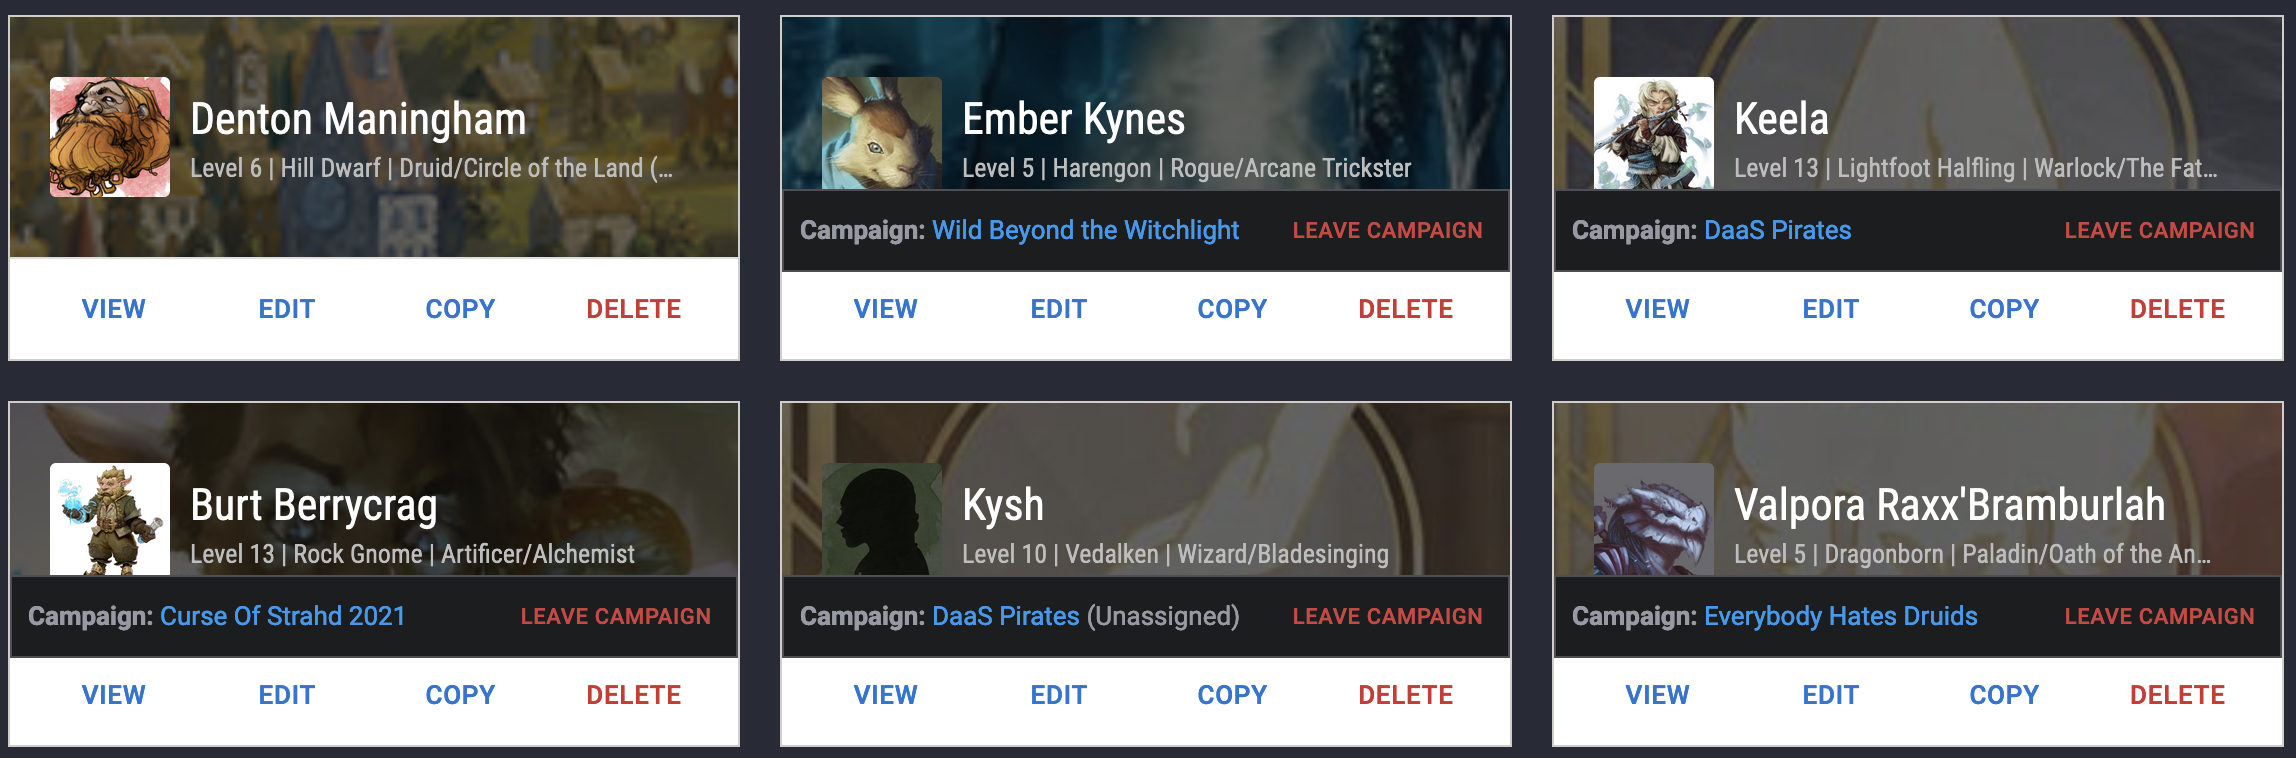 Denton Maningham
Level 6 | Hill Dwarf | Druid/Circle of the Land (...
VIEW EDIT COPY DELETE
Ember Kynes
Level 5 | Harengon | Rogue/Arcane Trickster
Campaign: Wild Beyond the Witchlight LEAVE CAMPAIGN
VIEW EDIT COPY DELETE
Keela
Level 13 | Lightfoot Halfling | Warlock/The Fat...
Campaign: DaaS Pirates LEAVE CAMPAIGN
VIEW EDIT COPY DELETE
Burt Berrycrag
Level 13 | Rock Gnome | Artificer/Alchemist
Campaign: Curse Of Strahd 2021 LEAVE CAMPAIGN
VIEW EDIT COPY DELETE
Kysh
Level 10 | Vedalken | Wizard/Bladesinging
Campaign: DaaS Pirates (Unassigned) LEAVE CAMPAIGN
VIEW EDIT COPY DELETE
Valpora Raxx'Bramburlah
Level 5 | Dragonborn | Paladin/Oath of the An...
Campaign: Everybody Hates Druids LEAVE CAMPAIGN
VIEW EDIT COPY DELETE